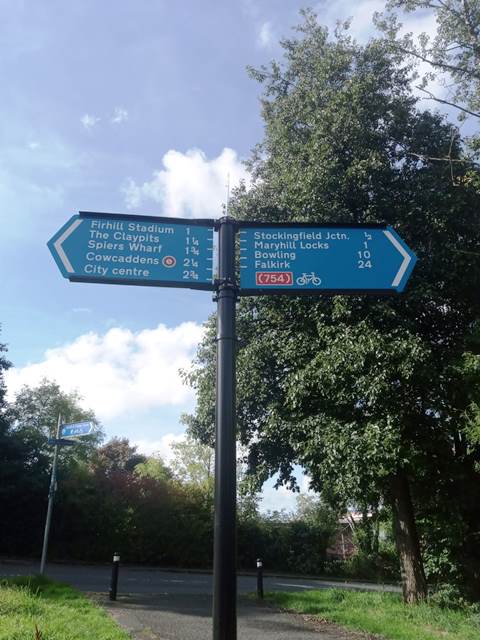 Firhill Stadium 1
The Claypits 1¼
Spiers Wharf 1¾
Cowcaddens 2¼
City centre 2¾
Stockingfield Jctn. ½
Maryhill Locks 1
Bowling 10
Falkirk 24
(754)